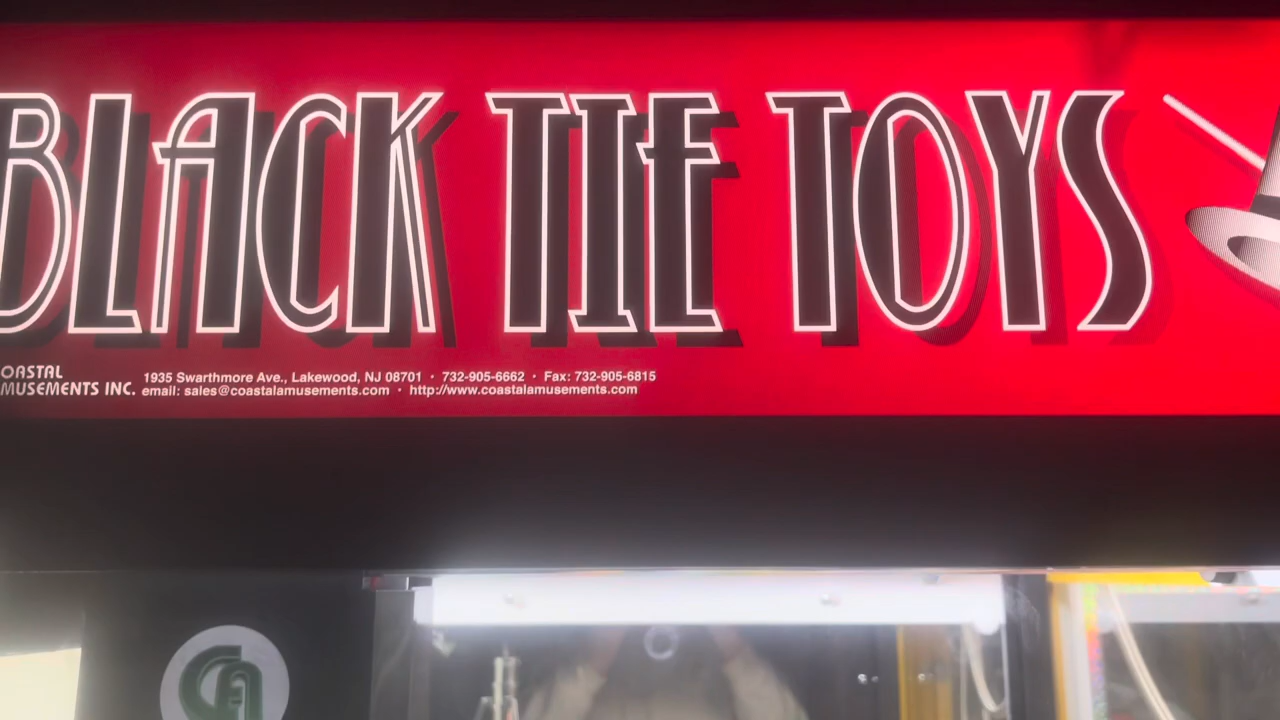 BLACK TIE TOYS
OASTAL
MUSEMENTS INC.
1935 Swarthmore Ave., Lakewood, NJ 08701 · 732-905-6662 · Fax: 732-905-6815
email: sales@coastalamusements.com · http://www.coastalamusements.com